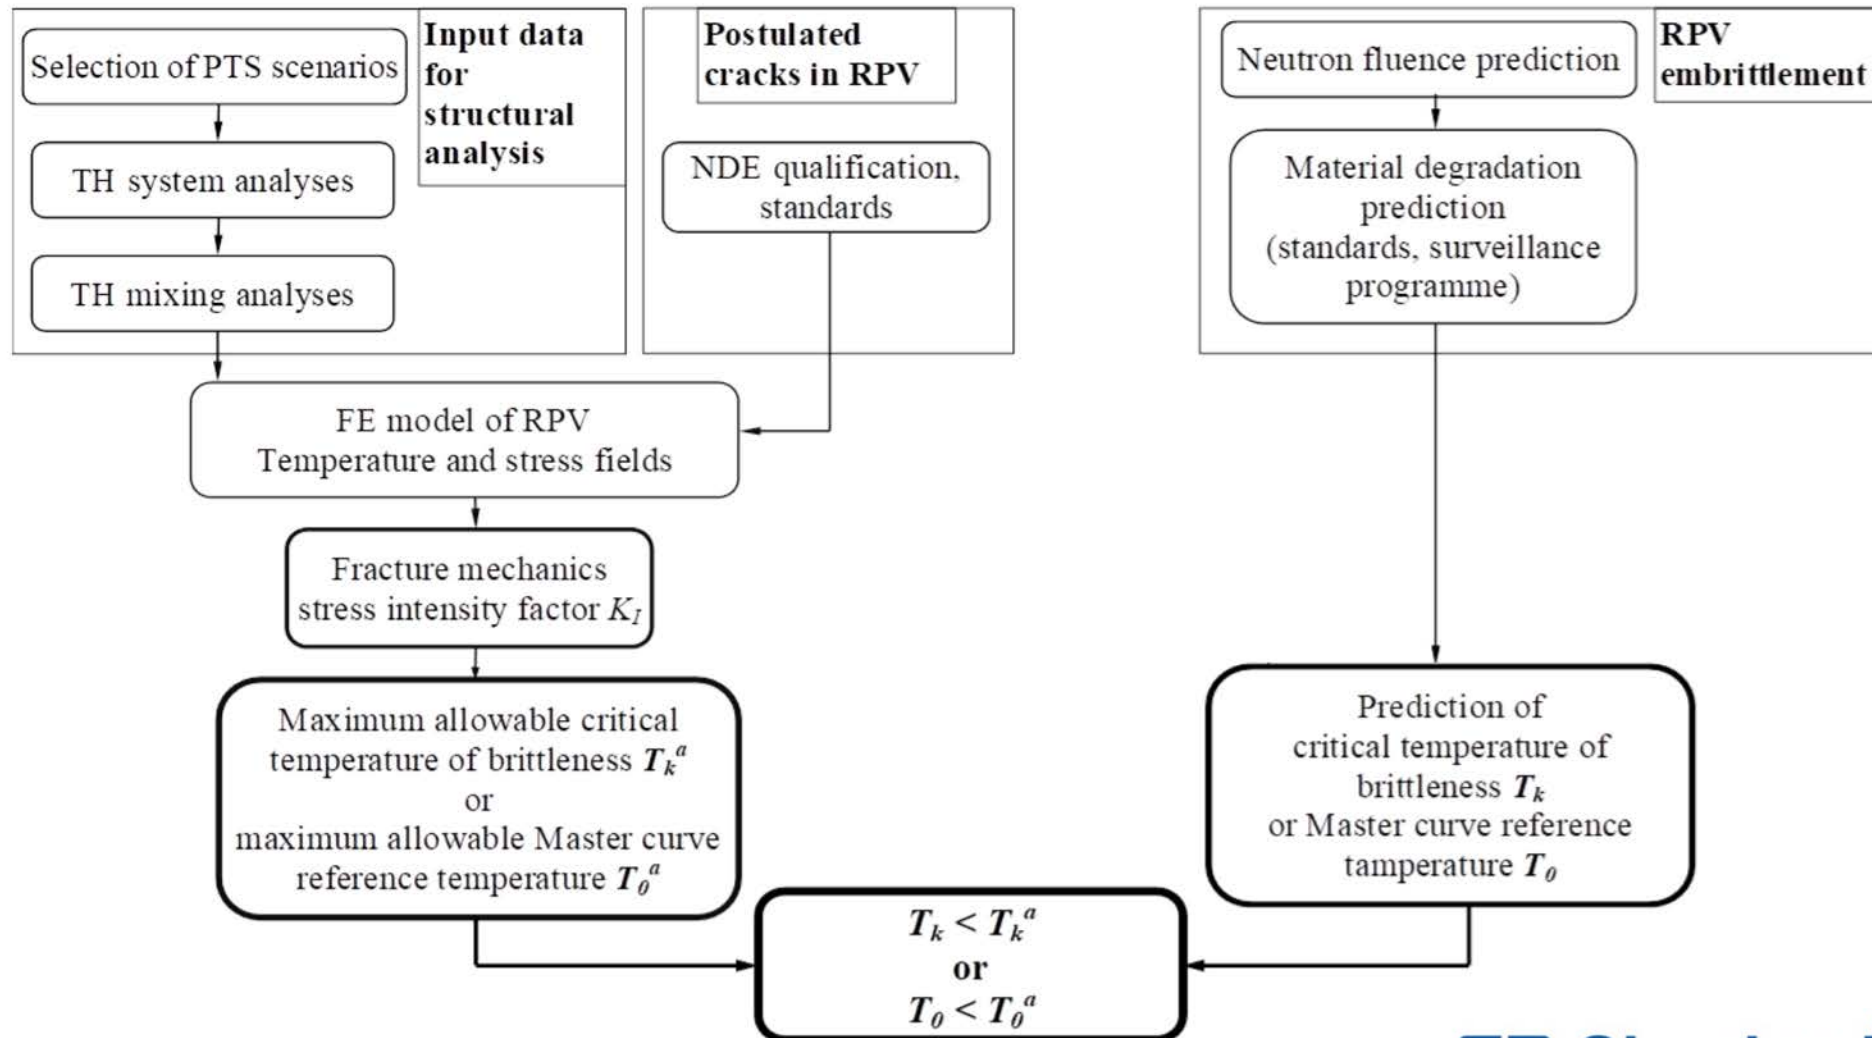 Selection of PTS scenarios
Input data
for
structural
analysis
TH system analyses
TH mixing analyses
Postulated
cracks in RPV
NDE qualification,
standards
Neutron fluence prediction
RPV
embrittlement
Material degradation
prediction
(standards, surveillance
programme)
FE model of RPV
Temperature and stress fields
Fracture mechanics
stress intensity factor K_I
Maximum allowable critical
temperature of brittleness T_k^a
or
maximum allowable Master curve
reference temperature T_0^a
Prediction of
critical temperature of
brittleness T_k
or Master curve reference
tamperature T_0
T_k < T_k^a
or
T_0 < T_0^a